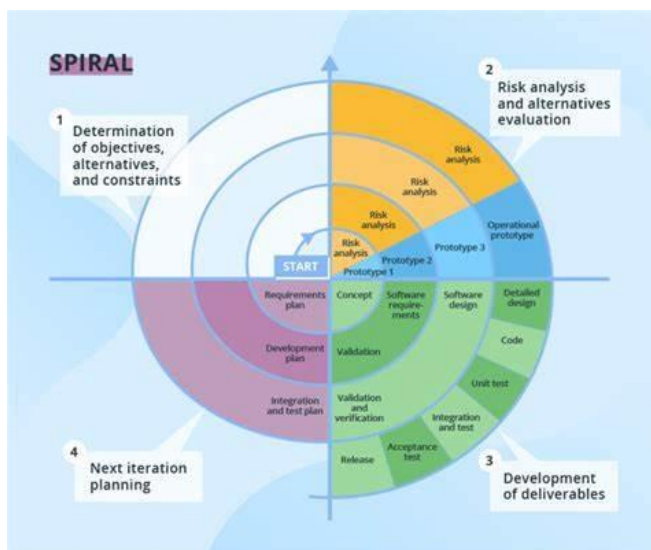 SPIRAL
1
Determination
of objectives,
alternatives,
and constraints
2
Risk analysis
and alternatives
evaluation
Risk
analysis
Risk
analysis
Risk
analysis
Risk
analysis
START
Prototype 1
Prototype 2
Prototype 3
Operational
prototype
Requirements
plan
Concept
Software
require-
ments
Software
design
Detailed
design
Code
Development
plan
Validation
Unit test
Integration
and test plan
Validation
and
verification
Integration
and test
Acceptance
test
Release
4
Next iteration
planning
3
Development
of deliverables